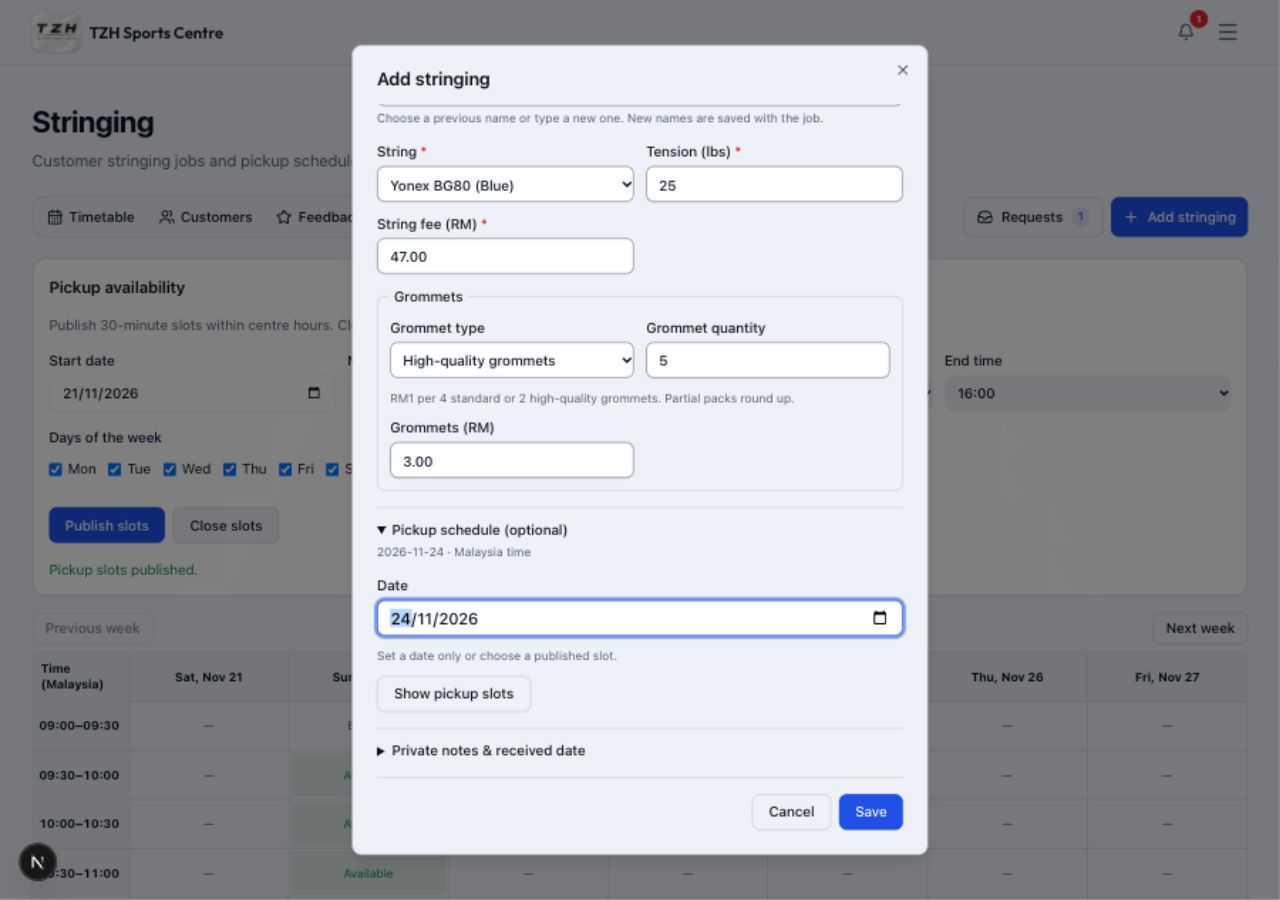 TZH
TZH Sports Centre
1
Stringing
Customer stringing jobs and pickup
Timetable
Customers
Requests 1
+ Add stringing
Pickup availability
Publish 30-minute slots within centre hours.
Start date
End time
21/11/2026
16:00
Days of the week
Mon
Tue
Wed
Thu
Fri
Publish slots
Close slots
Pickup slots published.
Previous week
Next week
Time (Malaysia)
Sat, Nov 21
Thu, Nov 26
Fri, Nov 27
09:00–09:30
—
—
—
09:30–10:00
—
—
—
10:00–10:30
—
—
—
N
:30–11:00
—
Available
—
—
—
—
—
Add stringing
×
Choose a previous name or type a new one. New names are saved with the job.
String *
Tension (lbs) *
Yonex BG80 (Blue)
25
String fee (RM) *
47.00
Grommets
Grommet type
Grommet quantity
High-quality grommets
5
RM1 per 4 standard or 2 high-quality grommets. Partial packs round up.
Grommets (RM)
3.00
▼ Pickup schedule (optional)
2026-11-24 · Malaysia time
Date
24/11/2026
Set a date only or choose a published slot.
Show pickup slots
▶ Private notes & received date
Cancel
Save